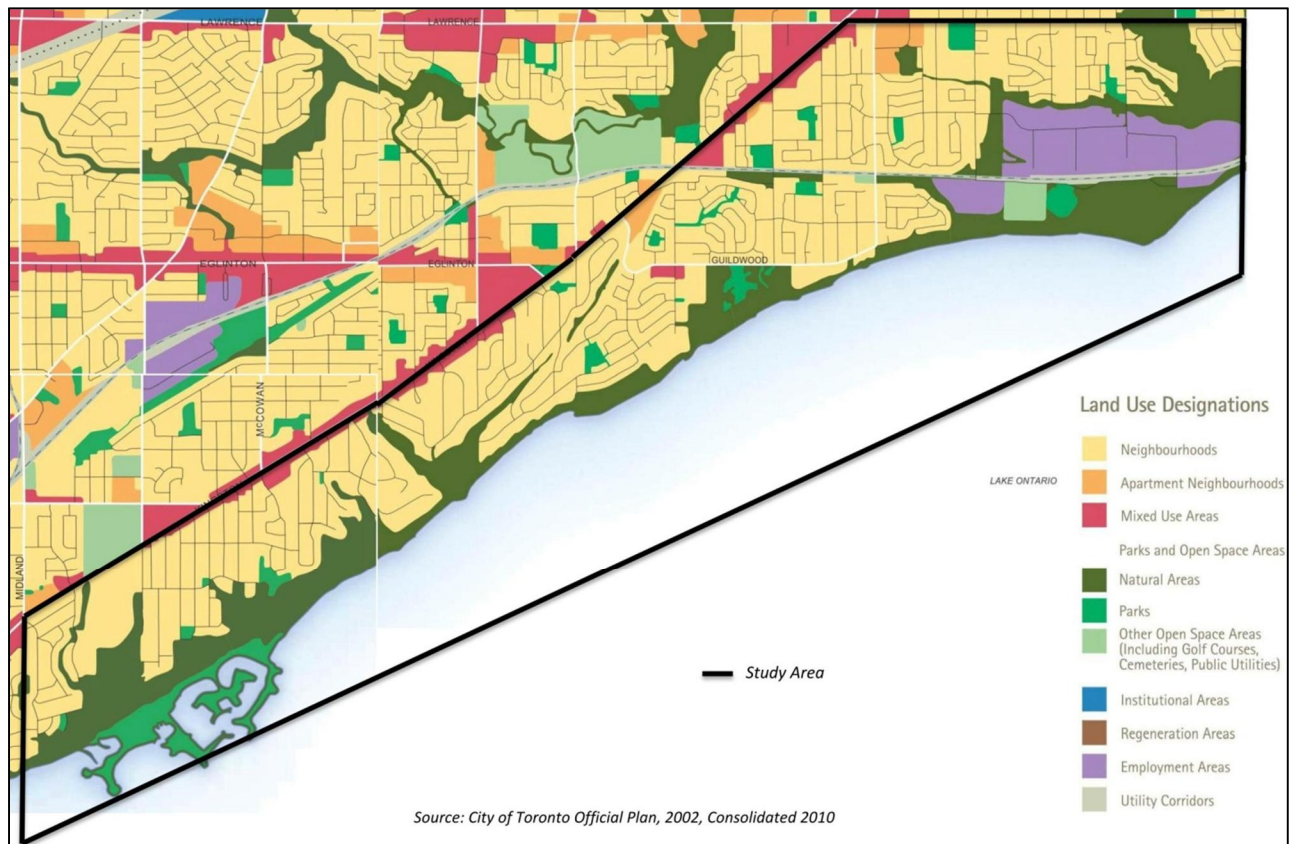 LAWRENCE
LAWRENCE
EGLINTON
EGLINTON
GUILDWOOD
McCOWAN
MIDLAND
LAKE ONTARIO
Land Use Designations
Neighbourhoods
Apartment Neighbourhoods
Mixed Use Areas
Parks and Open Space Areas
Natural Areas
Parks
Other Open Space Areas
(Including Golf Courses,
Cemeteries, Public Utilities)
Institutional Areas
Regeneration Areas
Employment Areas
Utility Corridors
Study Area
Source: City of Toronto Official Plan, 2002, Consolidated 2010